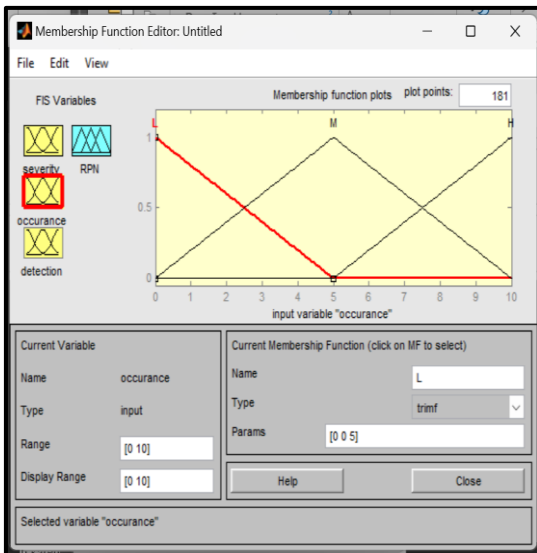 Membership Function Editor: Untitled
File Edit View
FIS Variables
Membership function plots plot points: 181
severity RPN
occurance
detection
L M H
1
0.5
0
0 1 2 3 4 5 6 7 8 9 10
input variable "occurance"
Current Variable
Name occurance
Type input
Range [0 10]
Display Range [0 10]
Current Membership Function (click on MF to select)
Name L
Type trimf
Params [0 0 5]
Help Close
Selected variable "occurance"